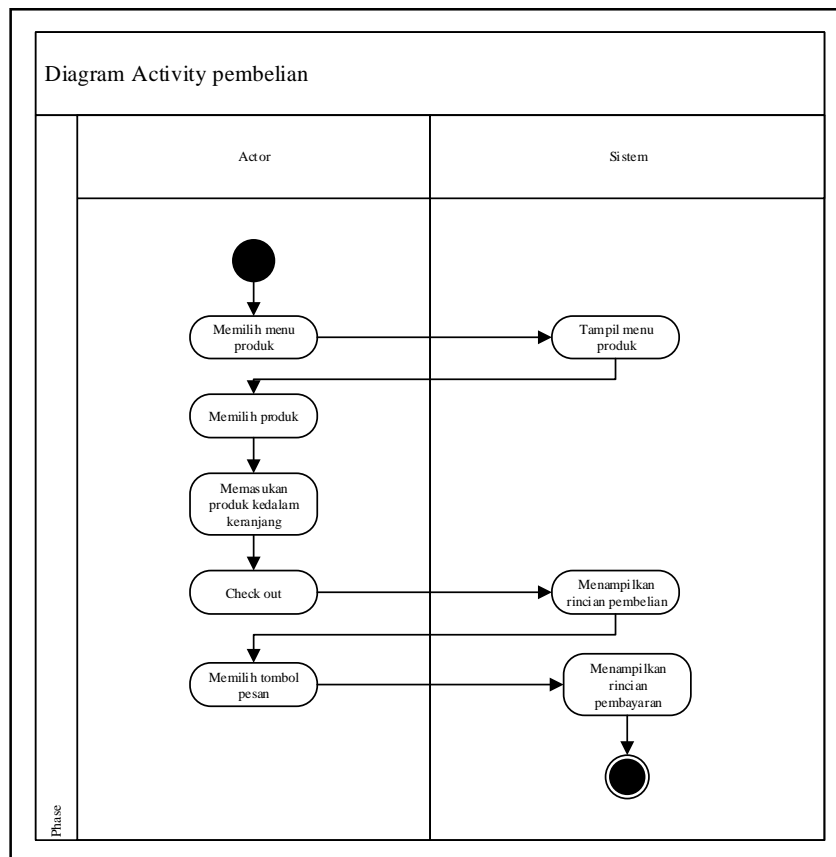 Diagram Activity pembelian
Actor
Sistem
Memilih menu
produk
Tampil menu
produk
Memilih produk
Memasukan
produk kedalam
keranjang
Check out
Menampilkan
rincian pembelian
Memilih tombol
pesan
Menampilkan
rincian
pembayaran
Phase